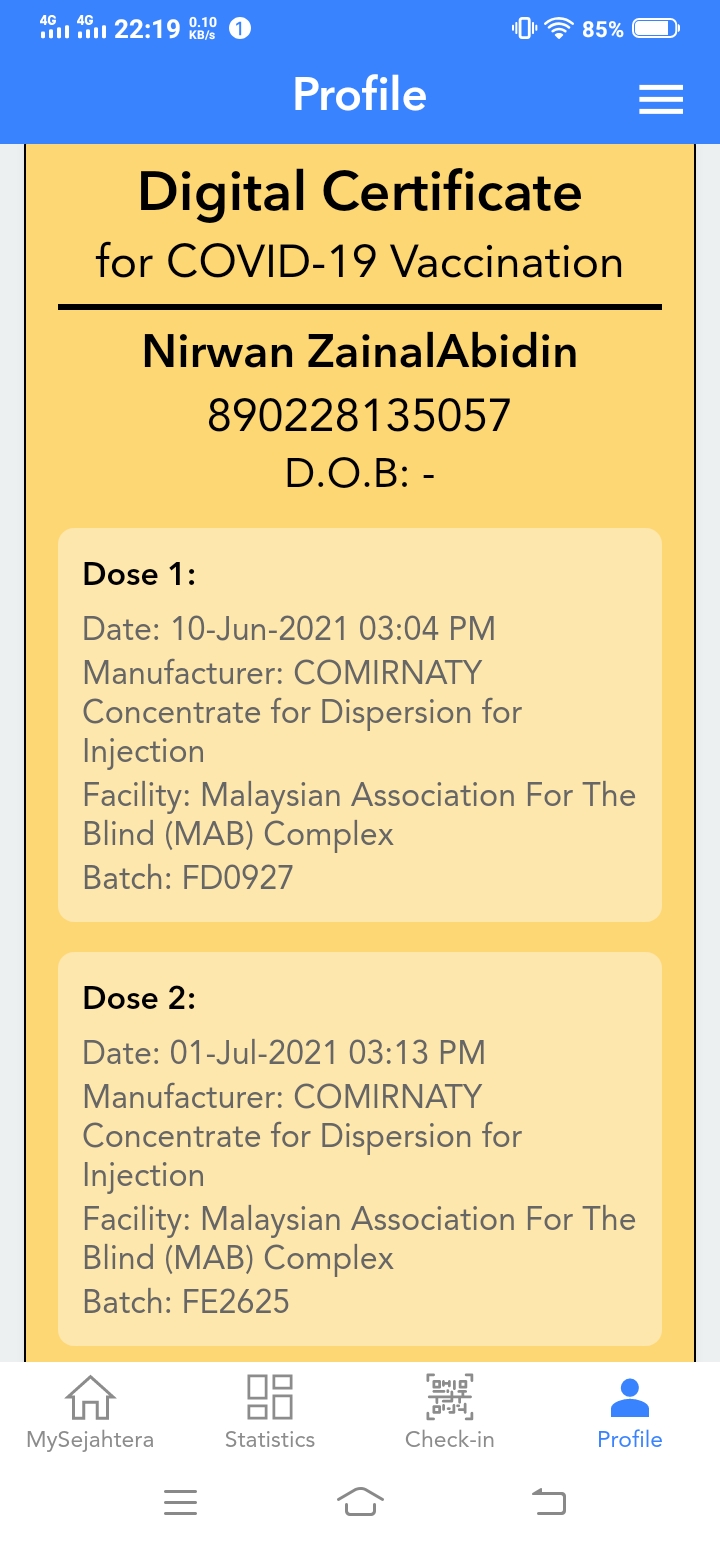 4G 4G 22:19 0.10 KB/s 1 85%
Profile
Digital Certificate
for COVID-19 Vaccination
Nirwan ZainalAbidin
890228135057
D.O.B: -
Dose 1:
Date: 10-Jun-2021 03:04 PM
Manufacturer: COMIRNATY
Concentrate for Dispersion for
Injection
Facility: Malaysian Association For The
Blind (MAB) Complex
Batch: FD0927
Dose 2:
Date: 01-Jul-2021 03:13 PM
Manufacturer: COMIRNATY
Concentrate for Dispersion for
Injection
Facility: Malaysian Association For The
Blind (MAB) Complex
Batch: FE2625
MySejahtera Statistics Check-in Profile